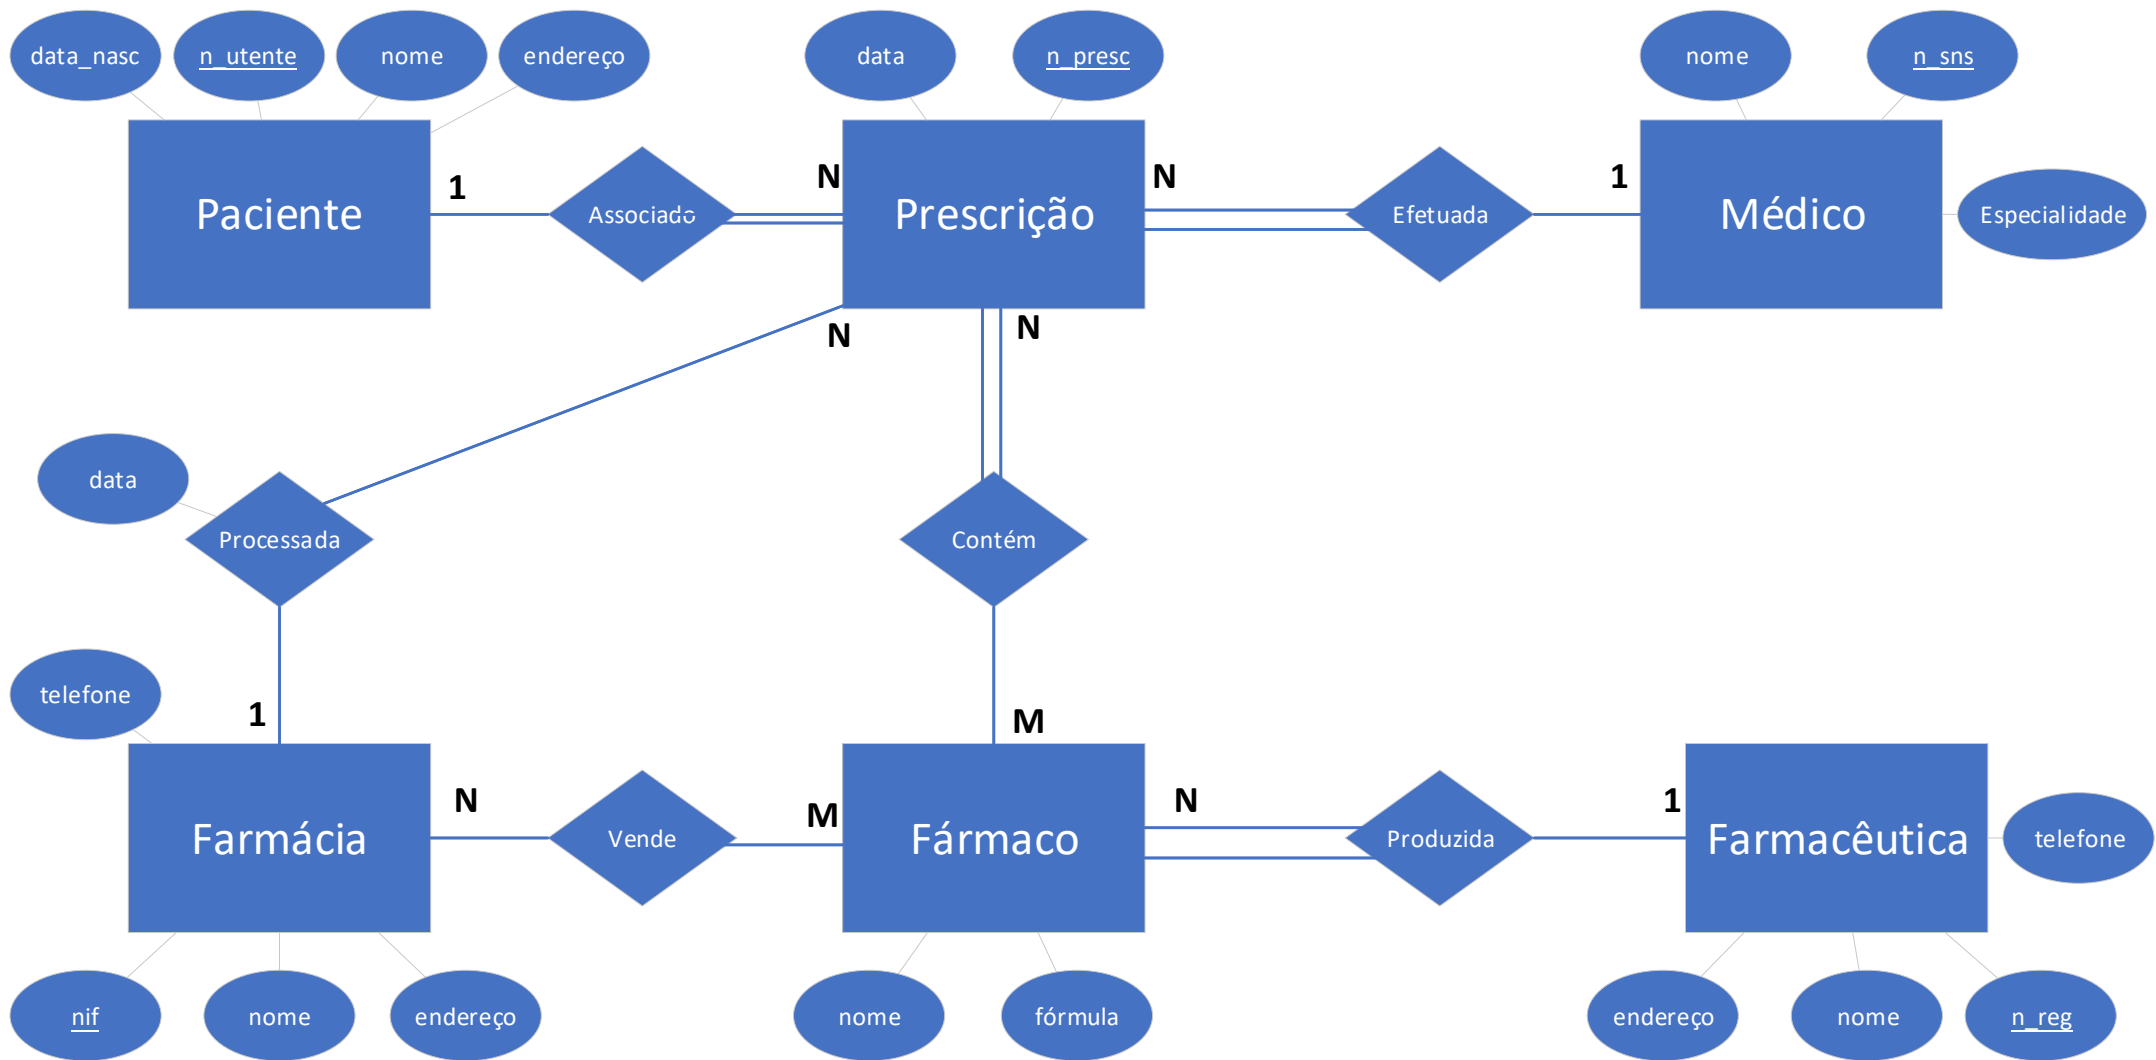 data_nasc
n_utente
nome
endereço
data
n_presc
nome
n_sns
Paciente
1
Associado
N
Prescrição
N
Efetuada
1
Médico
Especialidade
N
N
data
Processada
Contém
telefone
1
M
Farmácia
N
Vende
M
Fármaco
N
Produzida
1
Farmacêutica
telefone
nif
nome
endereço
nome
fórmula
endereço
nome
n_reg